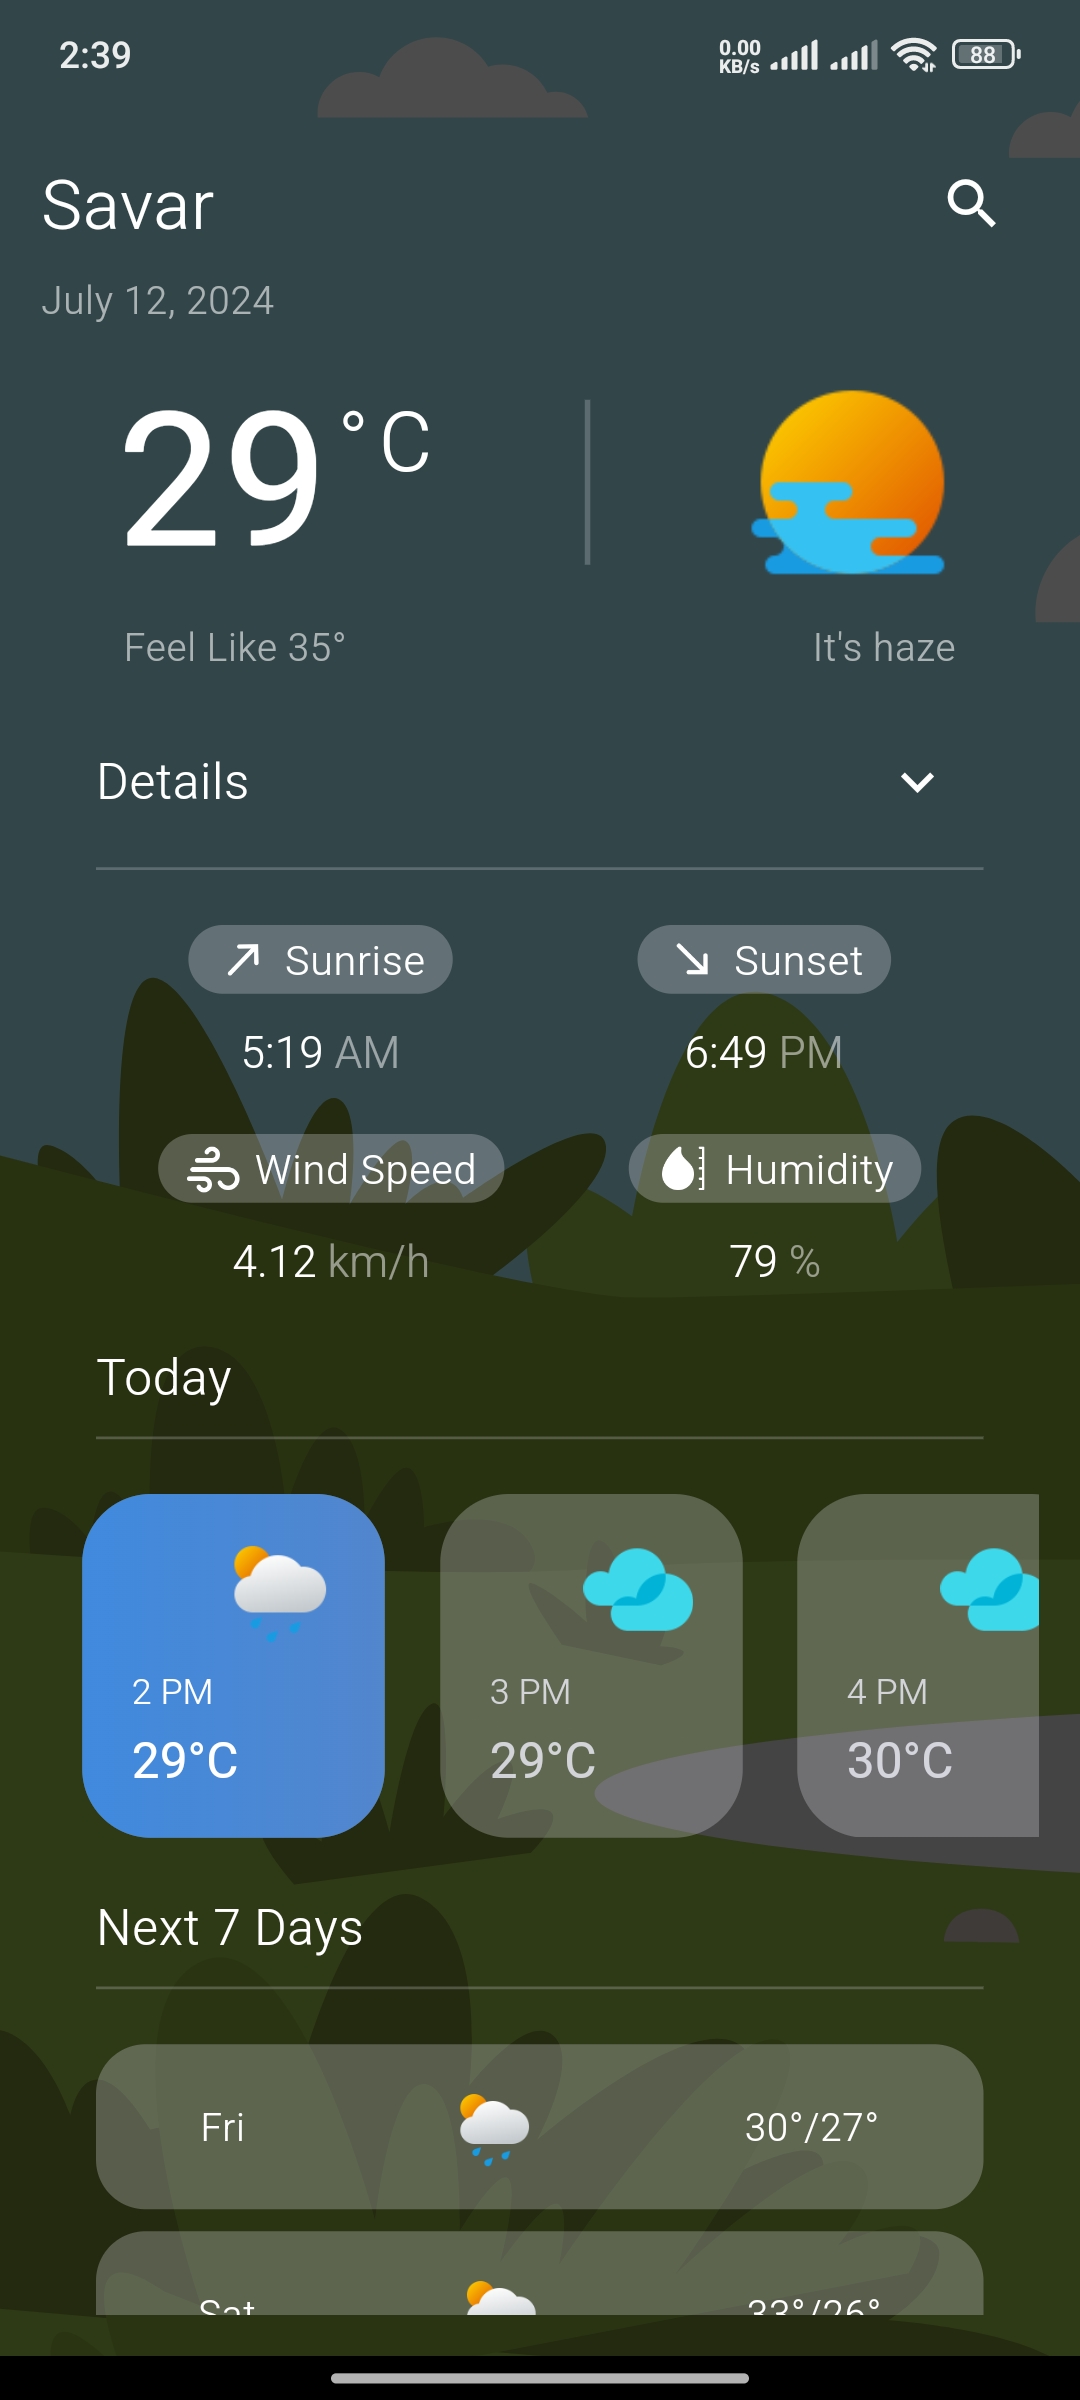 2:39 0.00 KB/s 88
Savar
July 12, 2024
29 °C
Feel Like 35° It's haze
Details
Sunrise Sunset
5:19 AM 6:49 PM
Wind Speed Humidity
4.12 km/h 79 %
Today
2 PM 3 PM 4 PM
29°C 29°C 30°C
Next 7 Days
Fri 30°/27°
Sat 33°/26°